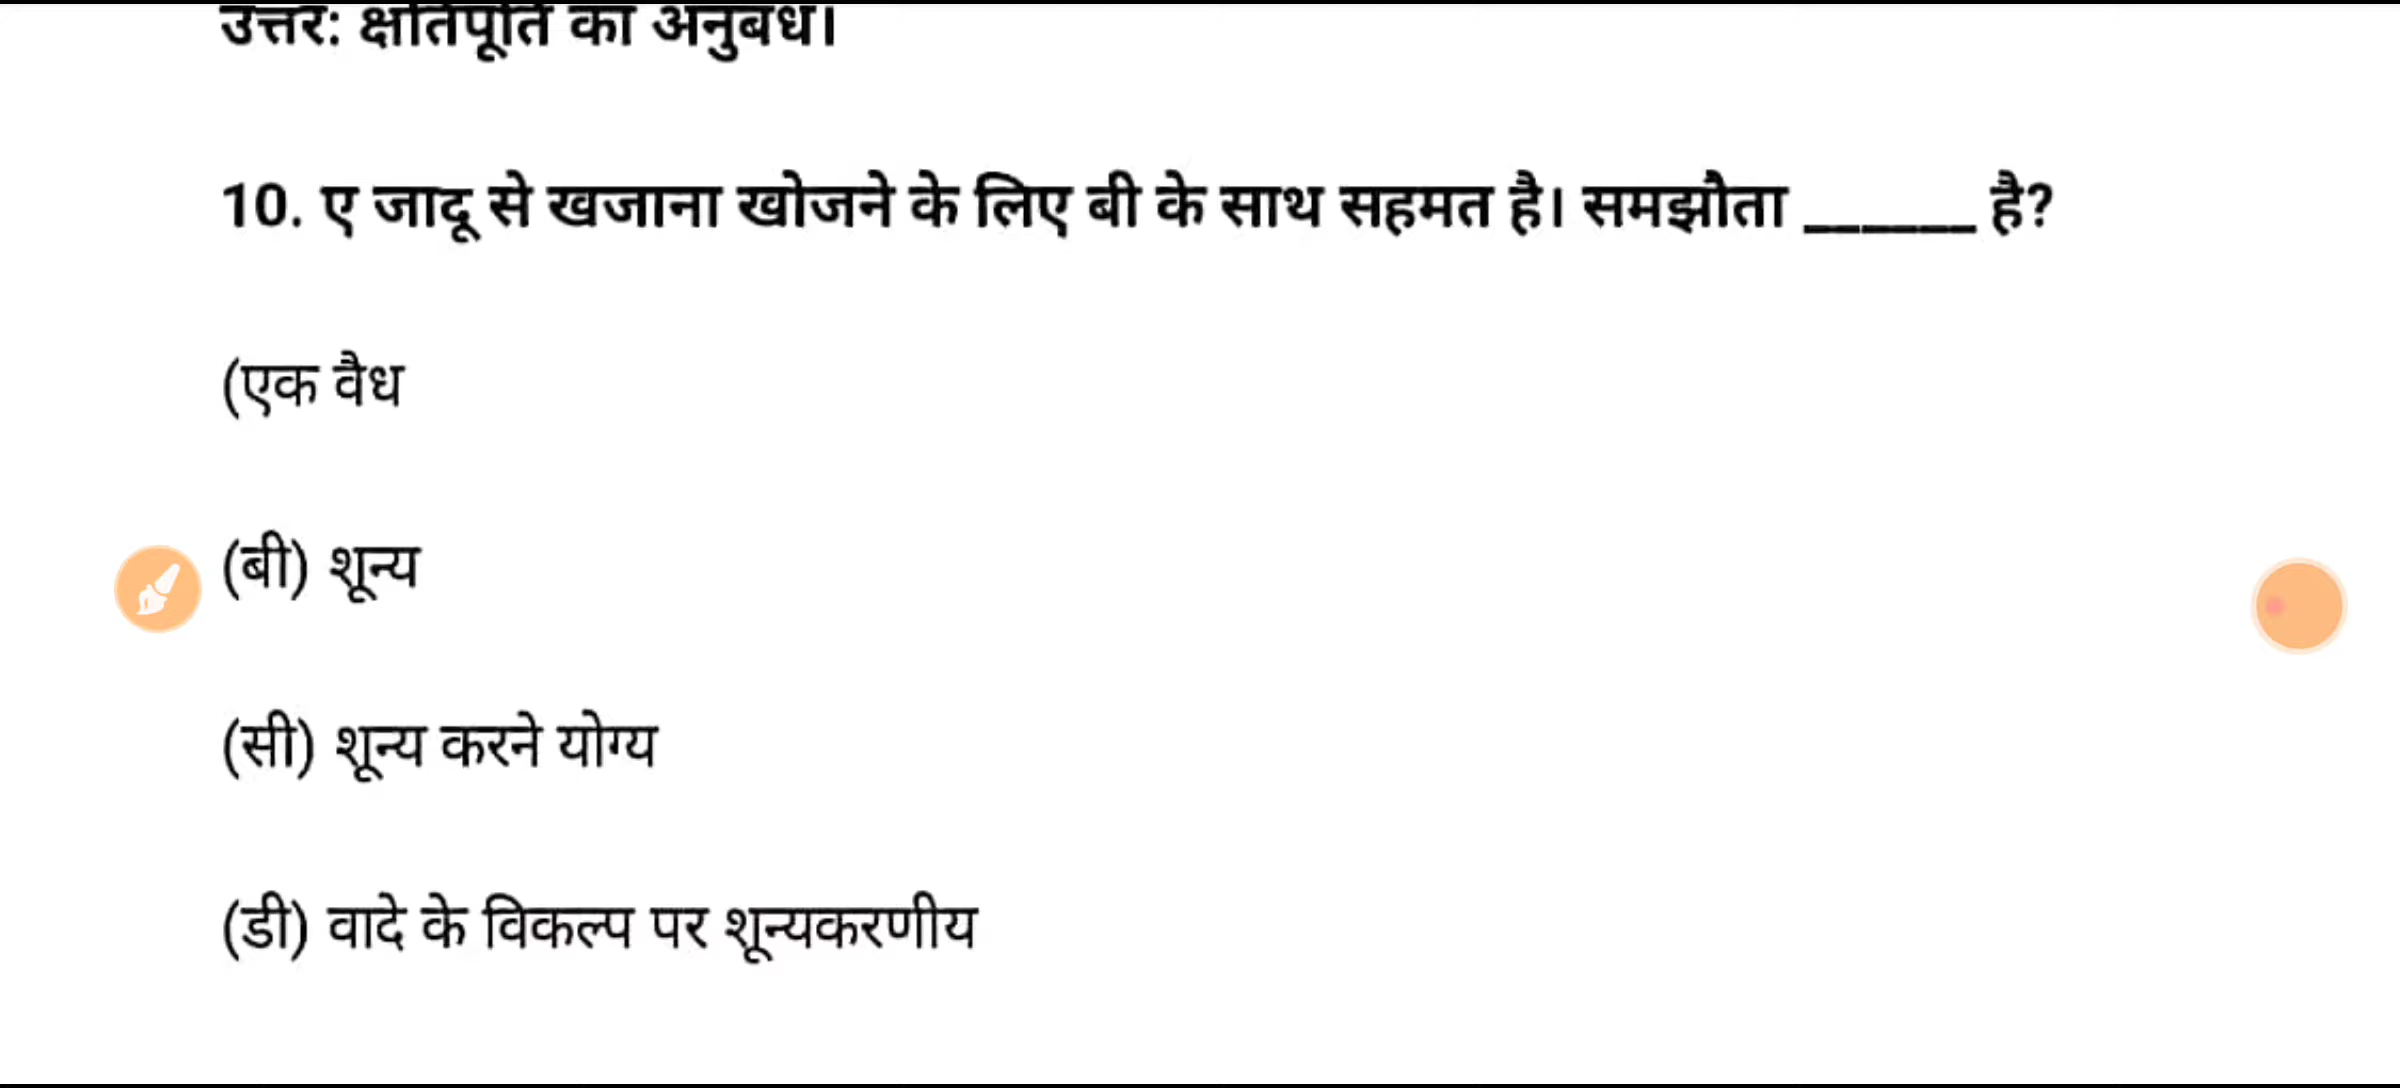 उत्तर: क्षतिपूर्ति का अनुबंध।
10. ए जादू से खजाना खोजने के लिए बी के साथ सहमत है। समझौता ______ है?
(एक वैध
(बी) शून्य
(सी) शून्य करने योग्य
(डी) वादे के विकल्प पर शून्यकरणीय